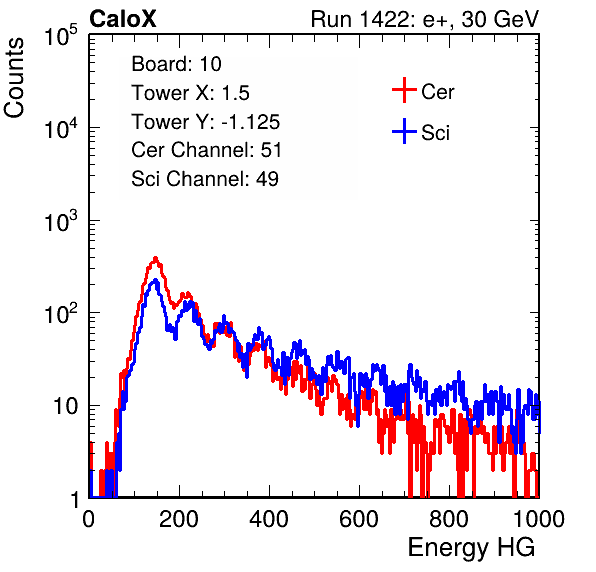 CaloX Run 1422: e+, 30 GeV
Counts
Board: 10
Tower X: 1.5
Tower Y: -1.125
Cer Channel: 51
Sci Channel: 49
Cer
Sci
10⁵
10⁴
10³
10²
10
1
0 200 400 600 800 1000
Energy HG